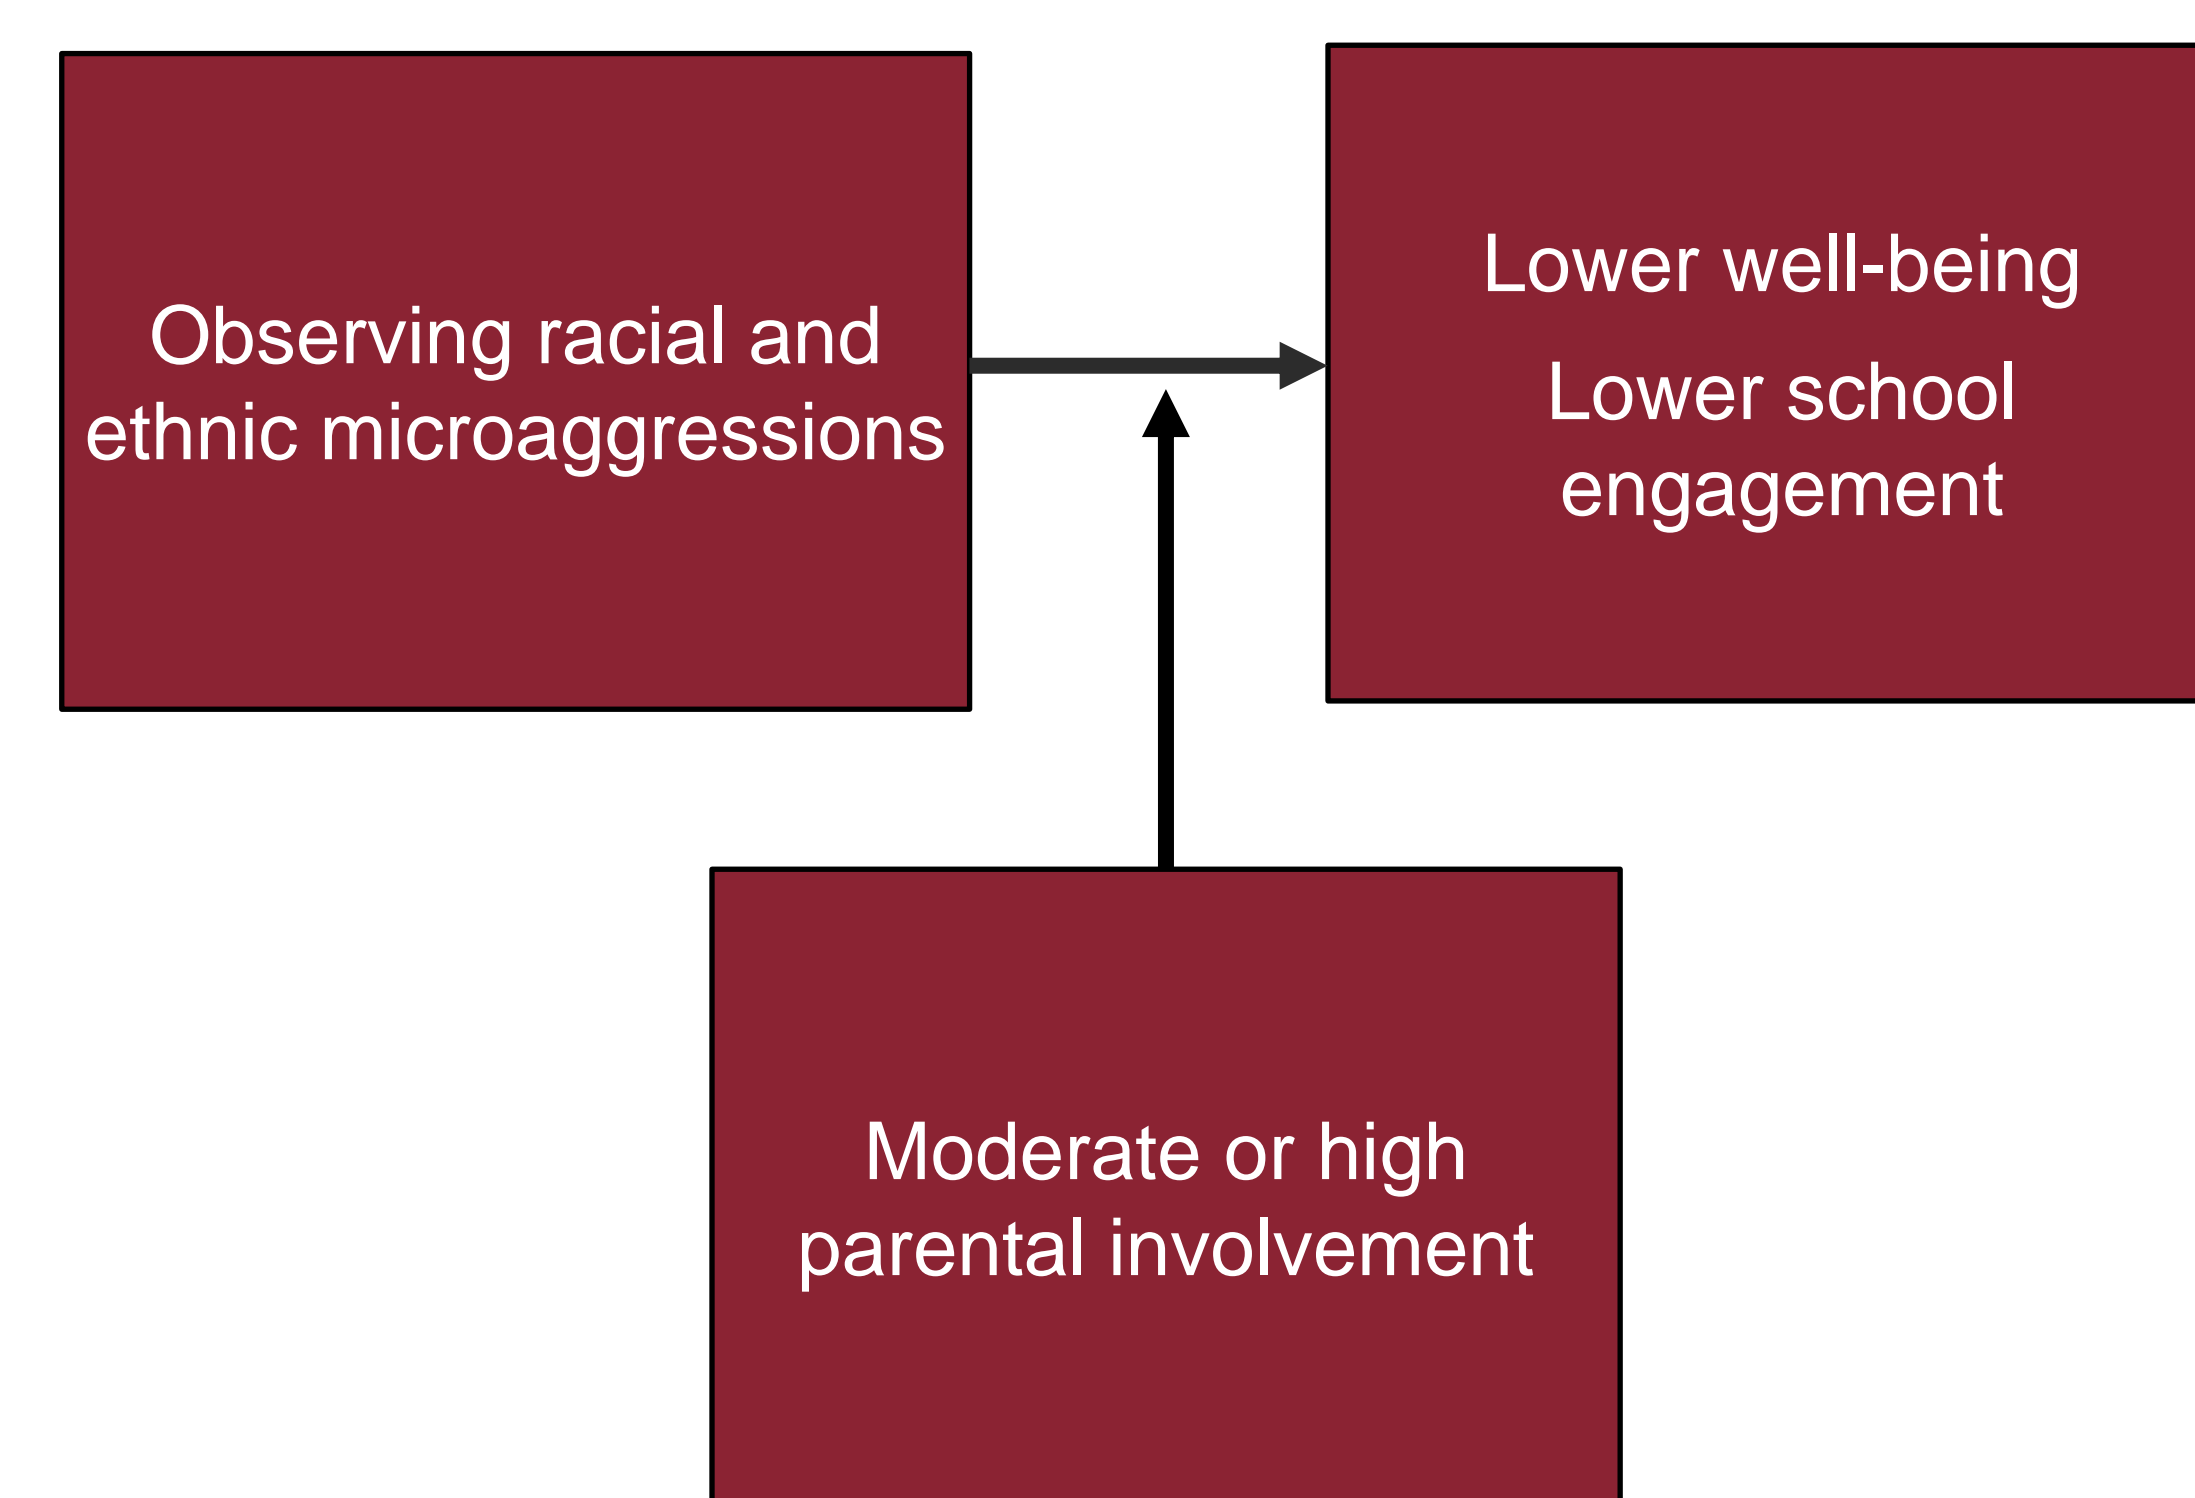 Observing racial and
ethnic microaggressions
Lower well-being
Lower school
engagement
Moderate or high
parental involvement